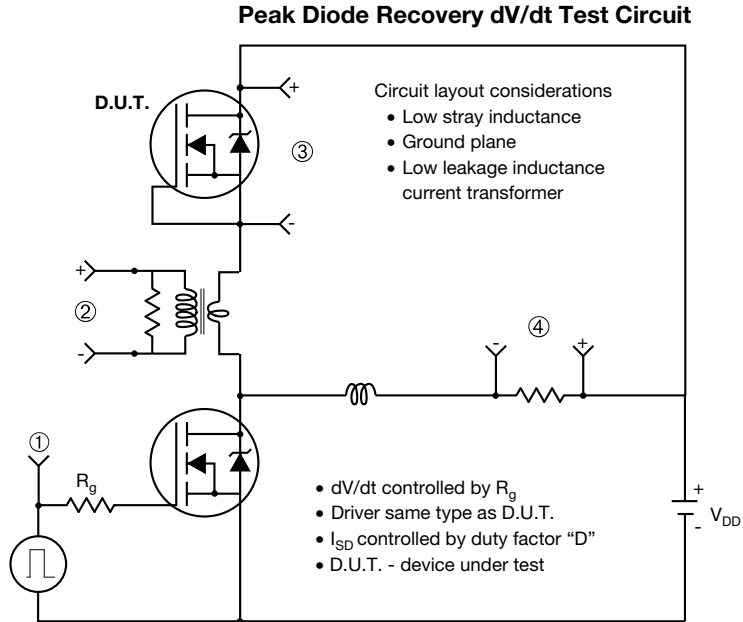 Peak Diode Recovery dV/dt Test Circuit
D.U.T.
+
Circuit layout considerations
• Low stray inductance
• Ground plane
• Low leakage inductance
current transformer
③
-
+
②
-
④
-
+
①
Rg
• dV/dt controlled by Rg
• Driver same type as D.U.T.
• ISD controlled by duty factor “D”
• D.U.T. - device under test
+
VDD
-